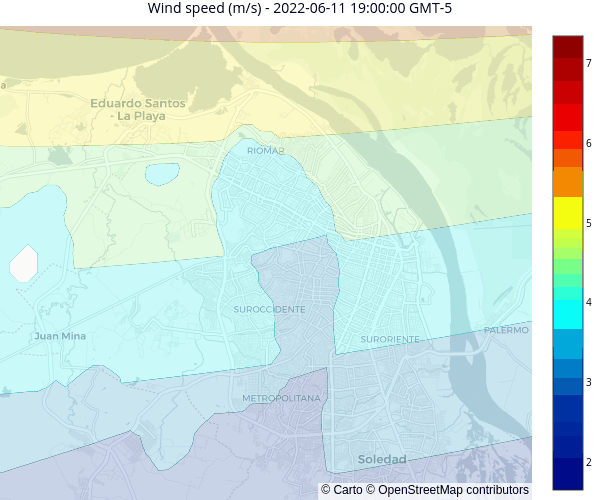 Wind speed (m/s) - 2022-06-11 19:00:00 GMT-5
7
6
5
4
3
2
a
Eduardo Santos
- La Playa
RIOMAR
SUROCCIDENTE
Juan Mina
PALERMO
SURORIENTE
METROPOLITANA
Soledad
© Carto © OpenStreetMap contributors